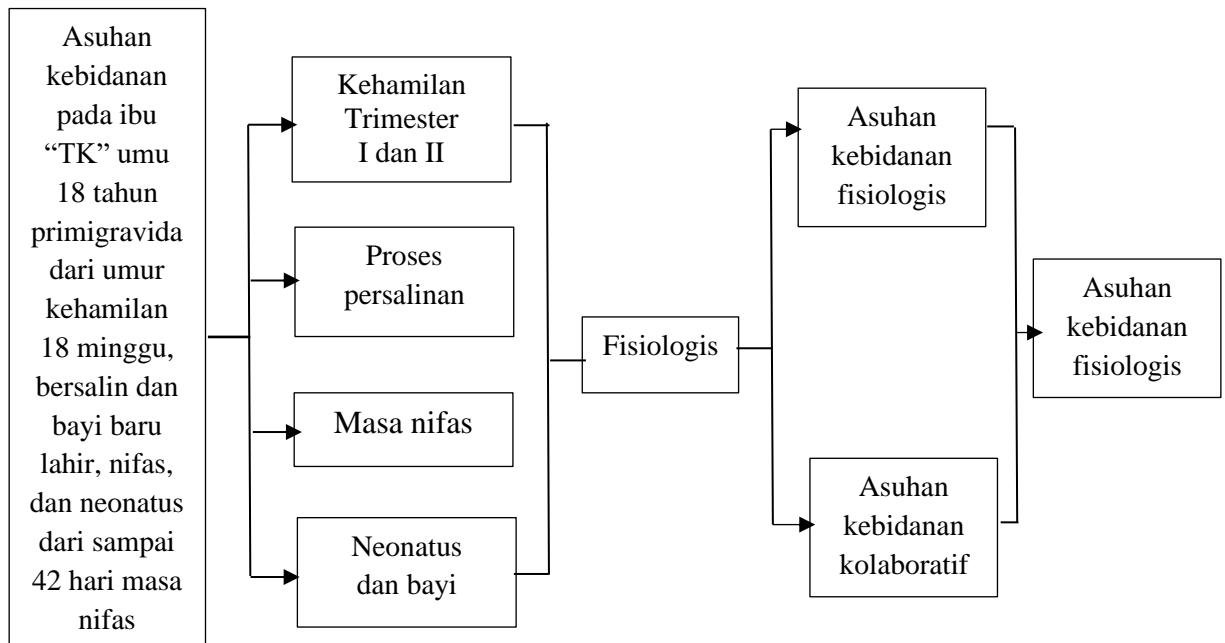 Asuhan
kebidanan
pada ibu
“TK” umu
18 tahun
primigravida
dari umur
kehamilan
18 minggu,
bersalin dan
bayi baru
lahir, nifas,
dan neonatus
dari sampai
42 hari masa
nifas
Kehamilan
Trimester
I dan II
Proses
persalinan
Masa nifas
Neonatus
dan bayi
Fisiologis
Asuhan
kebidanan
fisiologis
Asuhan
kebidanan
kolaboratif
Asuhan
kebidanan
fisiologis